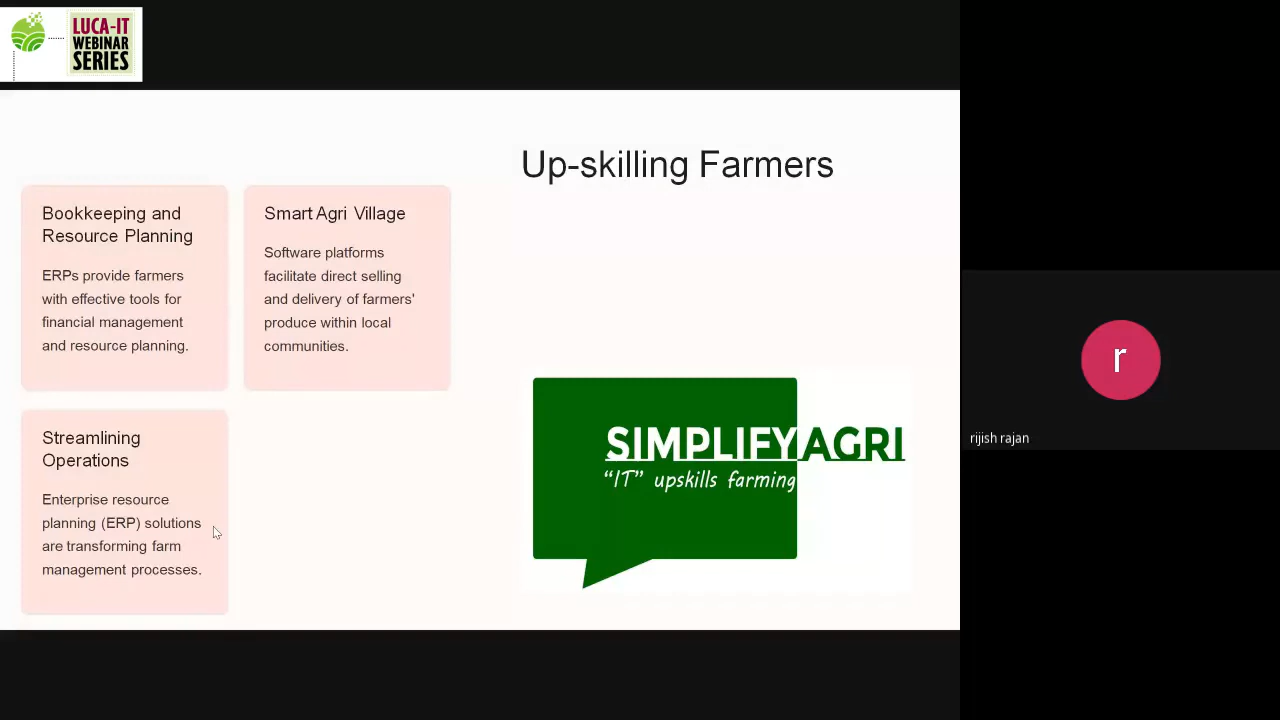 LUCA-IT
WEBINAR
SERIES
Up-skilling Farmers
Bookkeeping and
Resource Planning
ERPs provide farmers
with effective tools for
financial management
and resource planning.
Smart Agri Village
Software platforms
facilitate direct selling
and delivery of farmers'
produce within local
communities.
Streamlining
Operations
Enterprise resource
planning (ERP) solutions
are transforming farm
management processes.
SIMPLIFYAGRI
“IT” upskills farming
r
rijish rajan